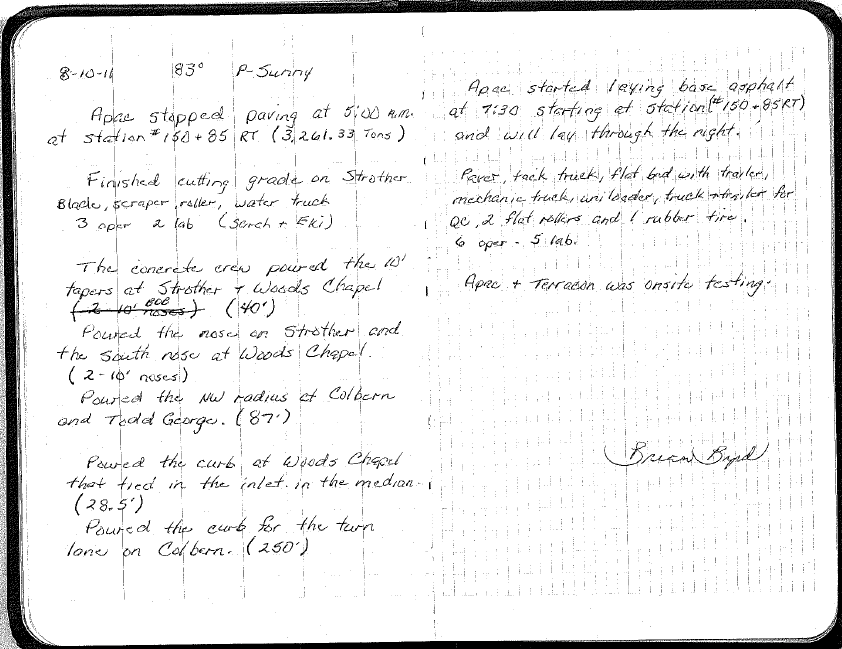 8-10-11 83° P-Sunny
Apac stopped paving at 5:00 A.M.
at station #150+85 RT (3,261.33 Tons)
Finished cutting grade on Strother
Blade, scraper, roller, water truck
3 oper 2 lab (Sarch + Eki)
The concrete crew poured the 10'
tapers at Strother + Woods Chapel
(2-10' noses) (40')
Poured the nose on Strother and
the South nose at Woods Chapel.
(2-10' noses)
Poured the NW radius at Colbern
and Todd George. (87')
Poured the curb at Woods Chapel
that tied in the inlet in the median.
(28.5')
Poured the curb for the turn
lane on Colbern. (250')
Apac started laying base asphalt
at 7:30 starting at station (#150+85RT)
and will lay through the night.
Paver, tack truck, flat bed with trailer,
mechanic truck, uniloader, truck + trailer for
QC, 2 flat rollers and 1 rubber tire.
6 oper - 5 lab.
Apac + Terracon was onsite testing.
Brian Byrd